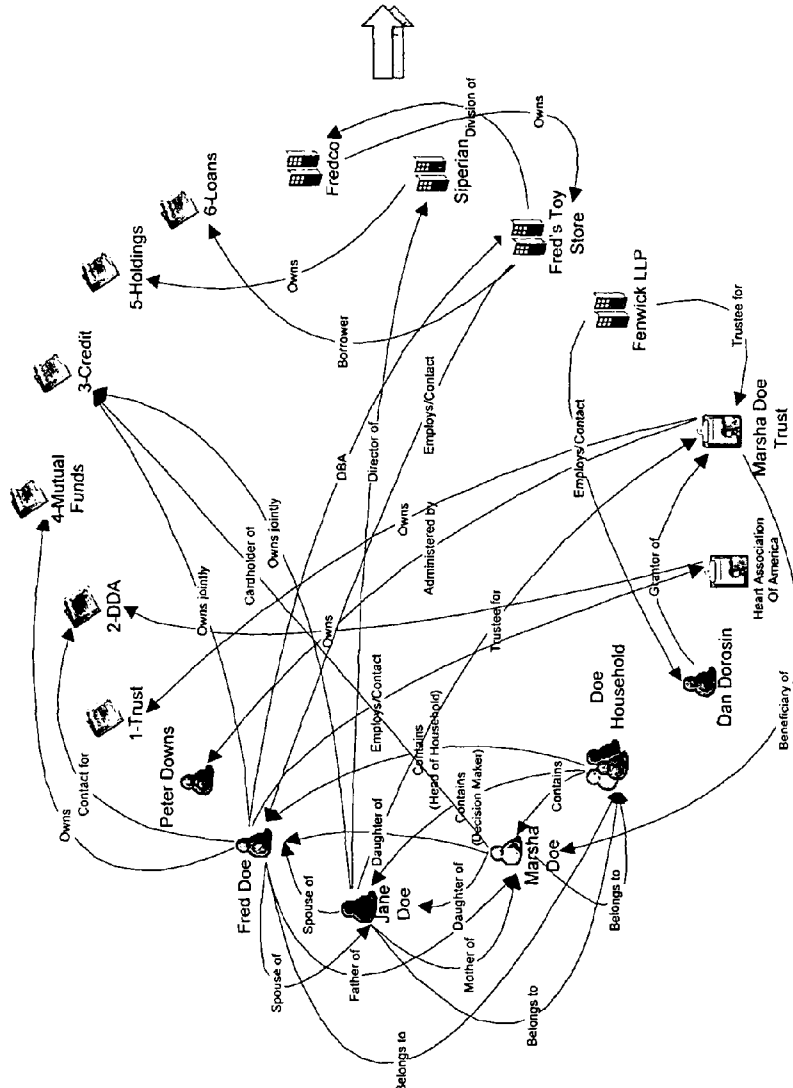 Owns
Contact for
4-Mutual
Funds
3-Credit
5-Holdings
6-Loans
2-DDA
1-Trust
Peter Downs
Fred Doe
Spouse of
Spouse of
Jane
Doe
Father of
Mother of
Daughter of
Daughter of
Marsha
Doe
Belongs to
Belongs to
Belongs to
Contains
Contains
(Decision Maker)
Contains
(Head of Household)
Doe
Household
Employs/Contact
Owns
Owns jointly
Cardholder of
Owns jointly
Administered by
Owns
Trustee for
DBA
Director of
Employs/Contact
Borrower
Owns
Fredco
Siperian
Division of
Owns
Fred's Toy
Store
Fenwick LLP
Employs/Contact
Trustee for
Marsha Doe
Trust
Grantor of
Heart Association
Of America
Dan Dorosin
Beneficiary of